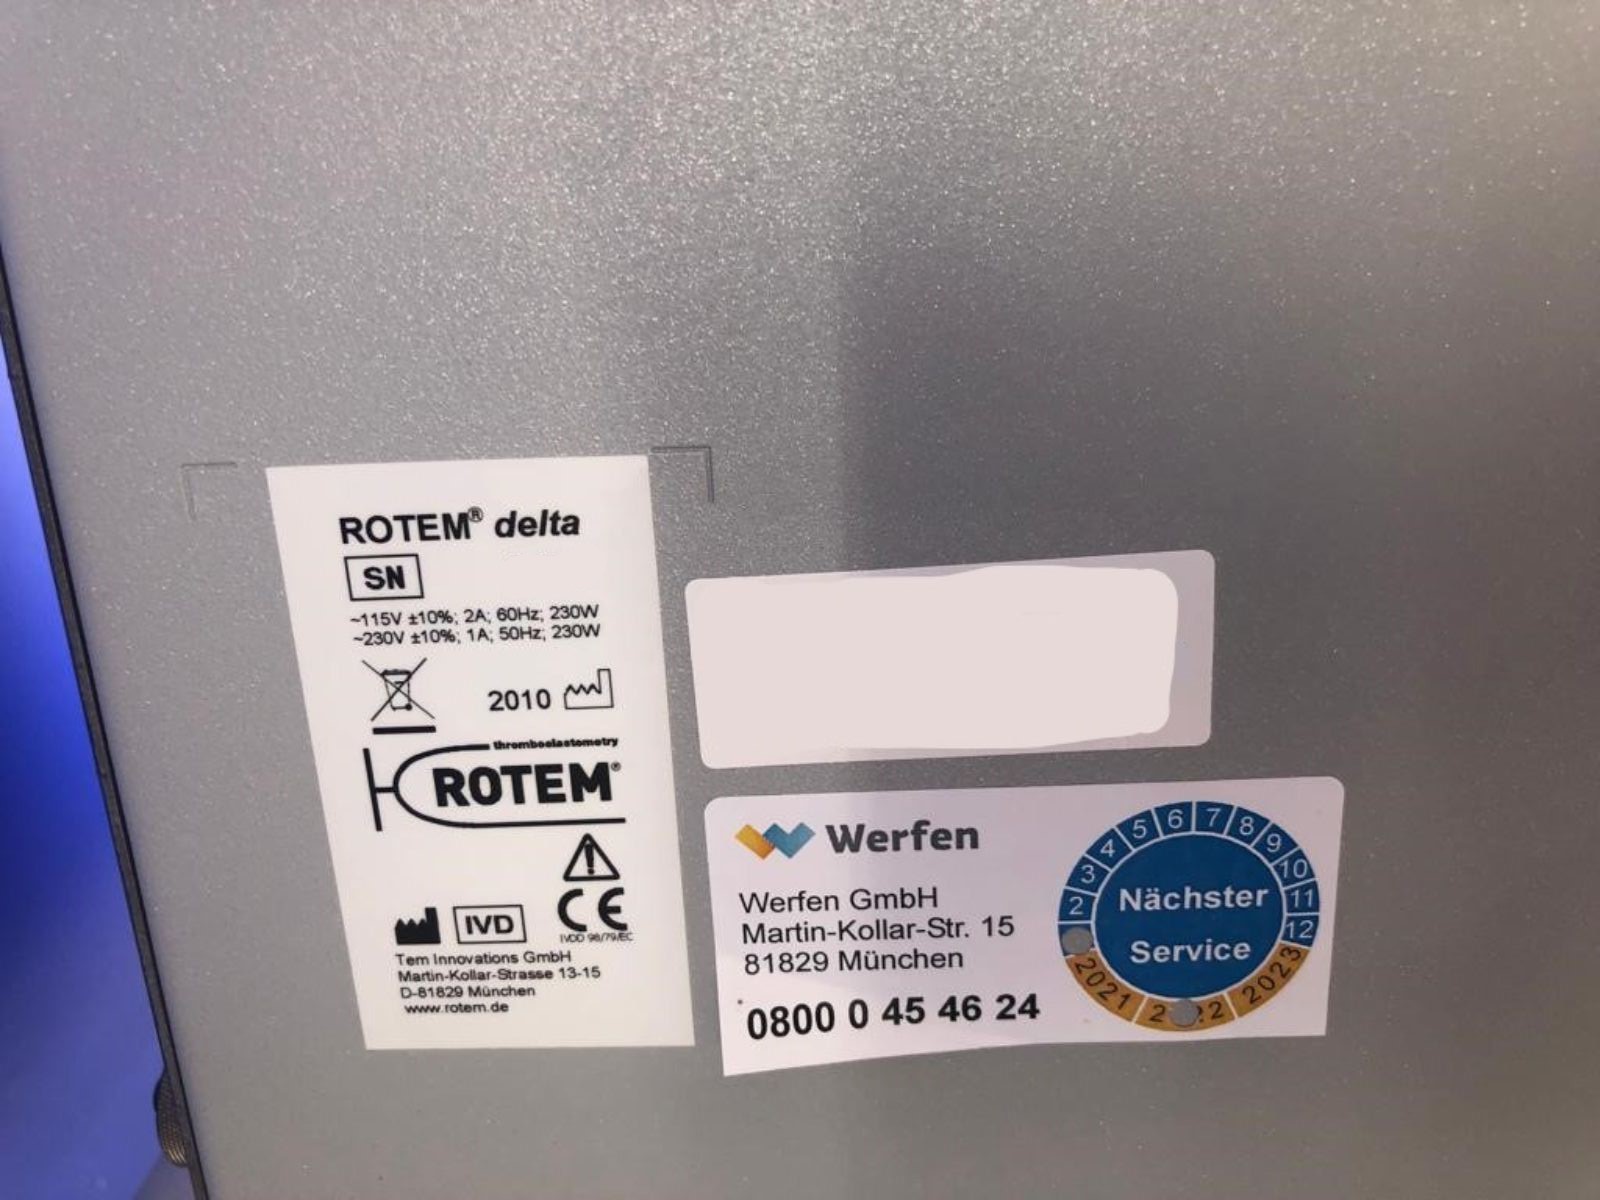 ROTEM® delta
SN
~115V ±10%; 2A; 60Hz; 230W
~230V ±10%; 1A; 50Hz; 230W
2010
thromboelastometry
ROTEM®
IVD CE
IVDD 98/79/EC
Tem Innovations GmbH
Martin-Kollar-Strasse 13-15
D-81829 München
www.rotem.de
Werfen
Werfen GmbH
Martin-Kollar-Str. 15
81829 München
0800 0 45 46 24
2 3 4 5 6 7 8 9 10 11 12
Nächster
Service
2021 2 22 2023